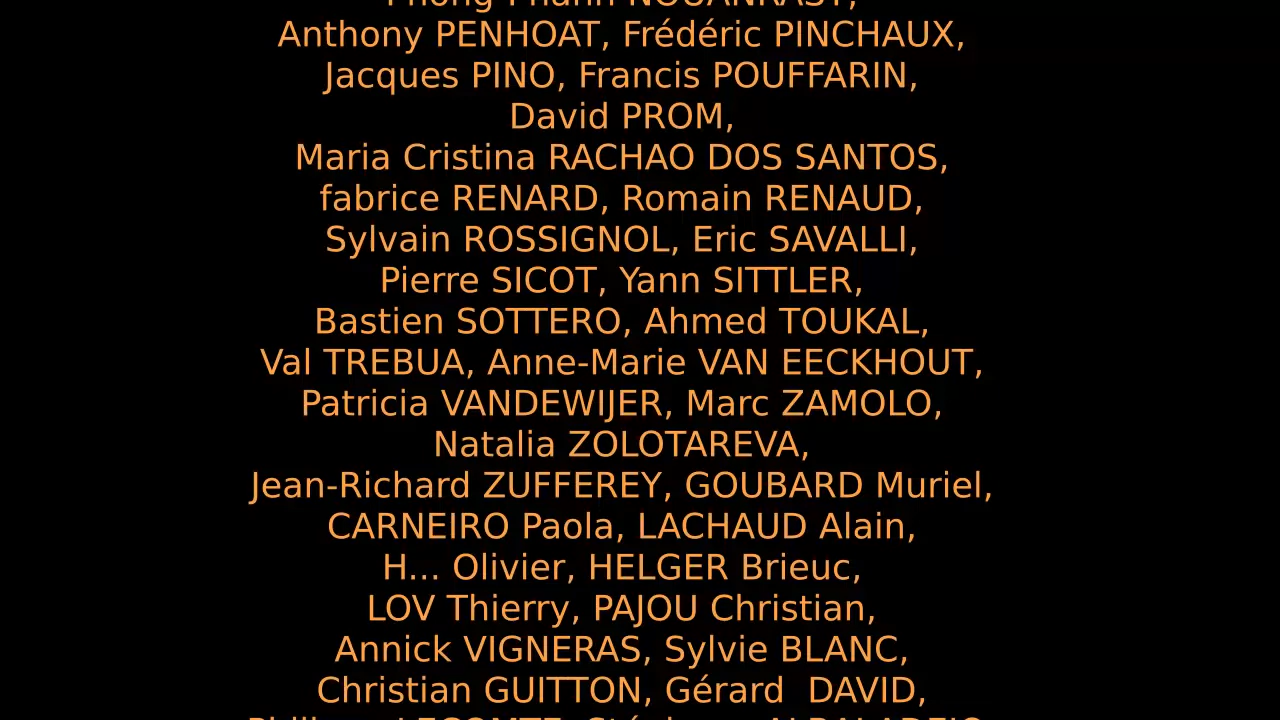 Anthony PENHOAT, Frédéric PINCHAUX,
Jacques PINO, Francis POUFFARIN,
David PROM,
Maria Cristina RACHAO DOS SANTOS,
fabrice RENARD, Romain RENAUD,
Sylvain ROSSIGNOL, Eric SAVALLI,
Pierre SICOT, Yann SITTLER,
Bastien SOTTERO, Ahmed TOUKAL,
Val TREBUA, Anne-Marie VAN EECKHOUT,
Patricia VANDEWIJER, Marc ZAMOLO,
Natalia ZOLOTAREVA,
Jean-Richard ZUFFEREY, GOUBARD Muriel,
CARNEIRO Paola, LACHAUD Alain,
H... Olivier, HELGER Brieuc,
LOV Thierry, PAJOU Christian,
Annick VIGNERAS, Sylvie BLANC,
Christian GUITTON, Gérard  DAVID,